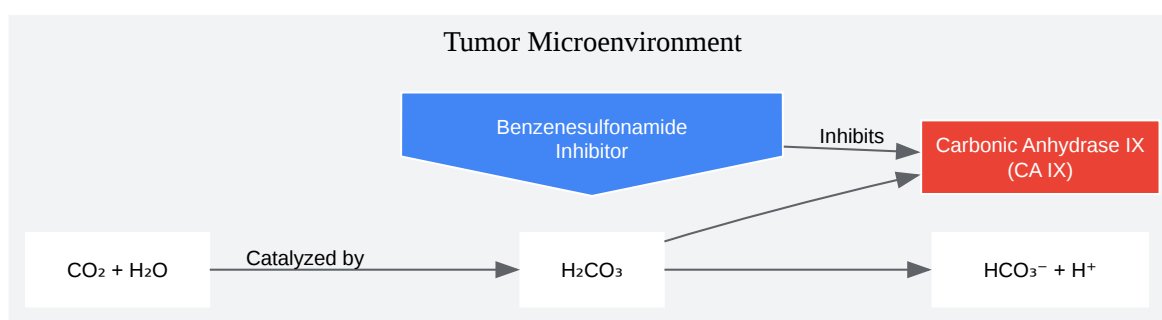 Tumor Microenvironment
Benzenesulfonamide
Inhibitor
Inhibits
Carbonic Anhydrase IX
(CA IX)
CO₂ + H₂O
Catalyzed by
H₂CO₃
HCO₃⁻ + H⁺